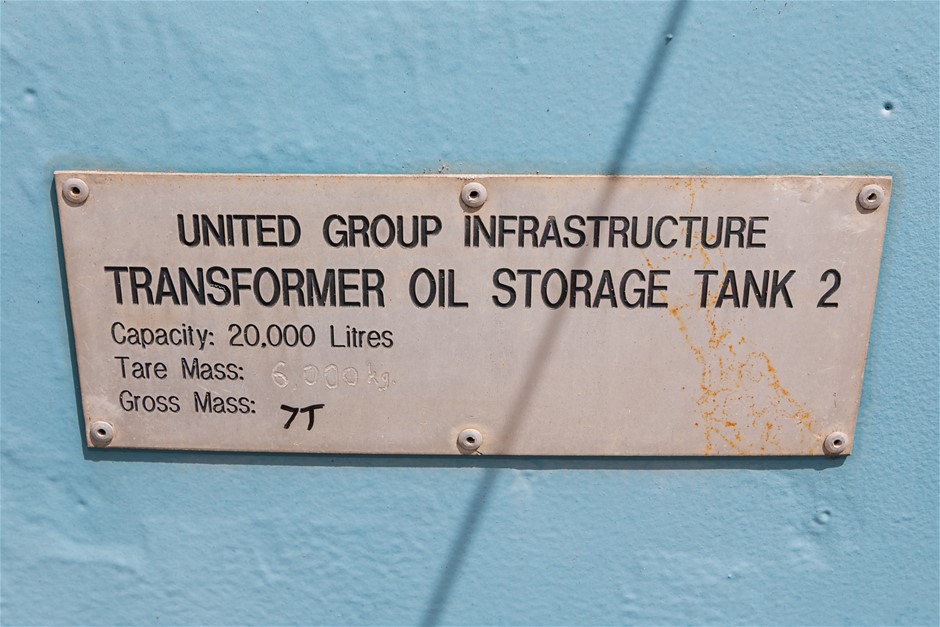 UNITED GROUP INFRASTRUCTURE
TRANSFORMER OIL STORAGE TANK 2
Capacity: 20,000 Litres
Tare Mass: 6,000 kg.
Gross Mass: 7T